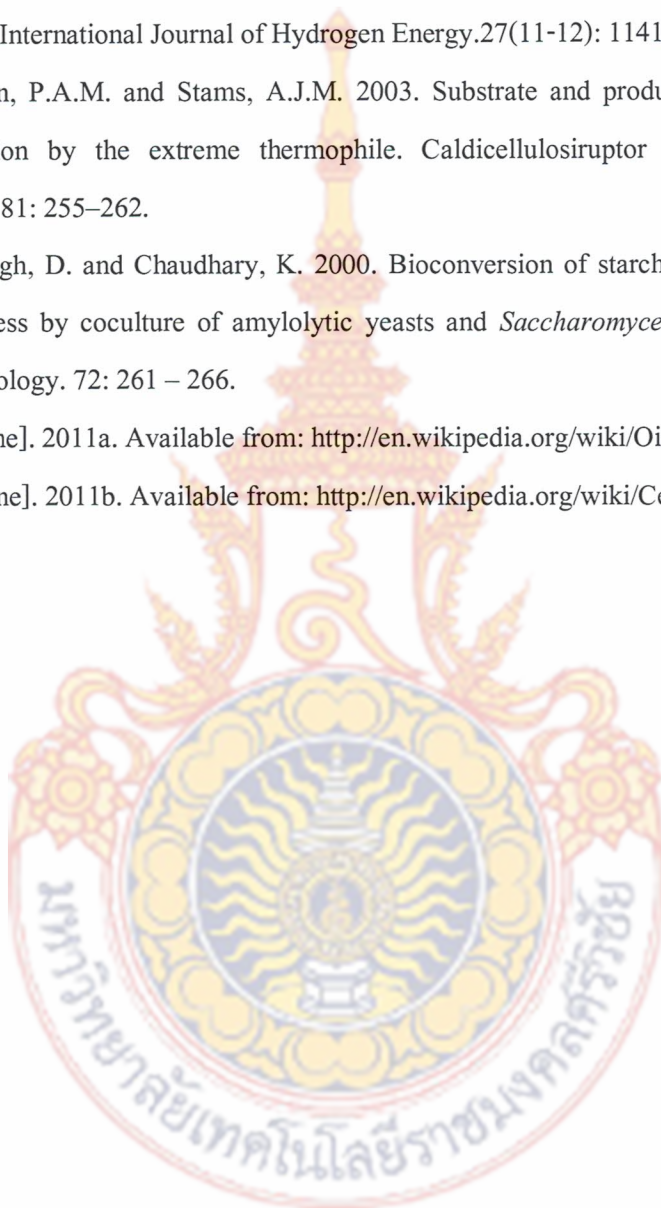 International Journal of Hydrogen Energy.27(11-12): 1141
n, P.A.M. and Stams, A.J.M. 2003. Substrate and produ
on by the extreme thermophile. Caldicellulosiruptor
81: 255–262.
gh, D. and Chaudhary, K. 2000. Bioconversion of starch
ess by coculture of amylolytic yeasts and Saccharomyce
ology. 72: 261 – 266.
ne]. 2011a. Available from: http://en.wikipedia.org/wiki/Oi
ne]. 2011b. Available from: http://en.wikipedia.org/wiki/Ce
มหาวิทยาลัยเทคโนโลยีราชมงคลศรีวิชัย